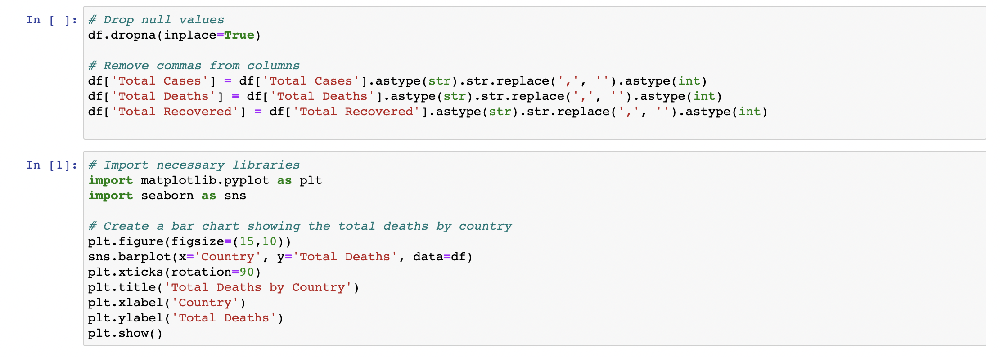 In [ ]:
# Drop null values
df.dropna(inplace=True)
# Remove commas from columns
df['Total Cases'] = df['Total Cases'].astype(str).str.replace(',', '').astype(int)
df['Total Deaths'] = df['Total Deaths'].astype(str).str.replace(',', '').astype(int)
df['Total Recovered'] = df['Total Recovered'].astype(str).str.replace(',', '').astype(int)
In [1]:
# Import necessary libraries
import matplotlib.pyplot as plt
import seaborn as sns
# Create a bar chart showing the total deaths by country
plt.figure(figsize=(15,10))
sns.barplot(x='Country', y='Total Deaths', data=df)
plt.xticks(rotation=90)
plt.title('Total Deaths by Country')
plt.xlabel('Country')
plt.ylabel('Total Deaths')
plt.show()